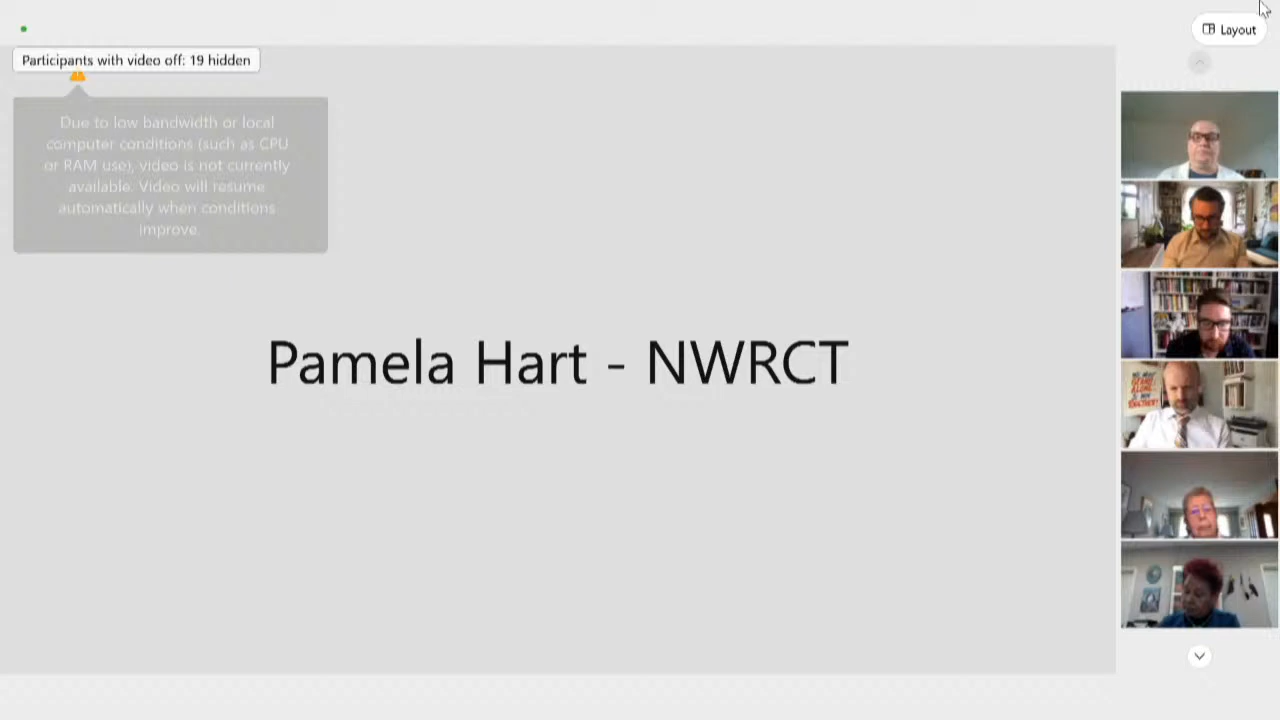 Layout
Participants with video off: 19 hidden
Due to low bandwidth or local
computer conditions (such as CPU
or RAM use), video is not currently
available. Video will resume
automatically when conditions
improve.
Pamela Hart - NWRCT